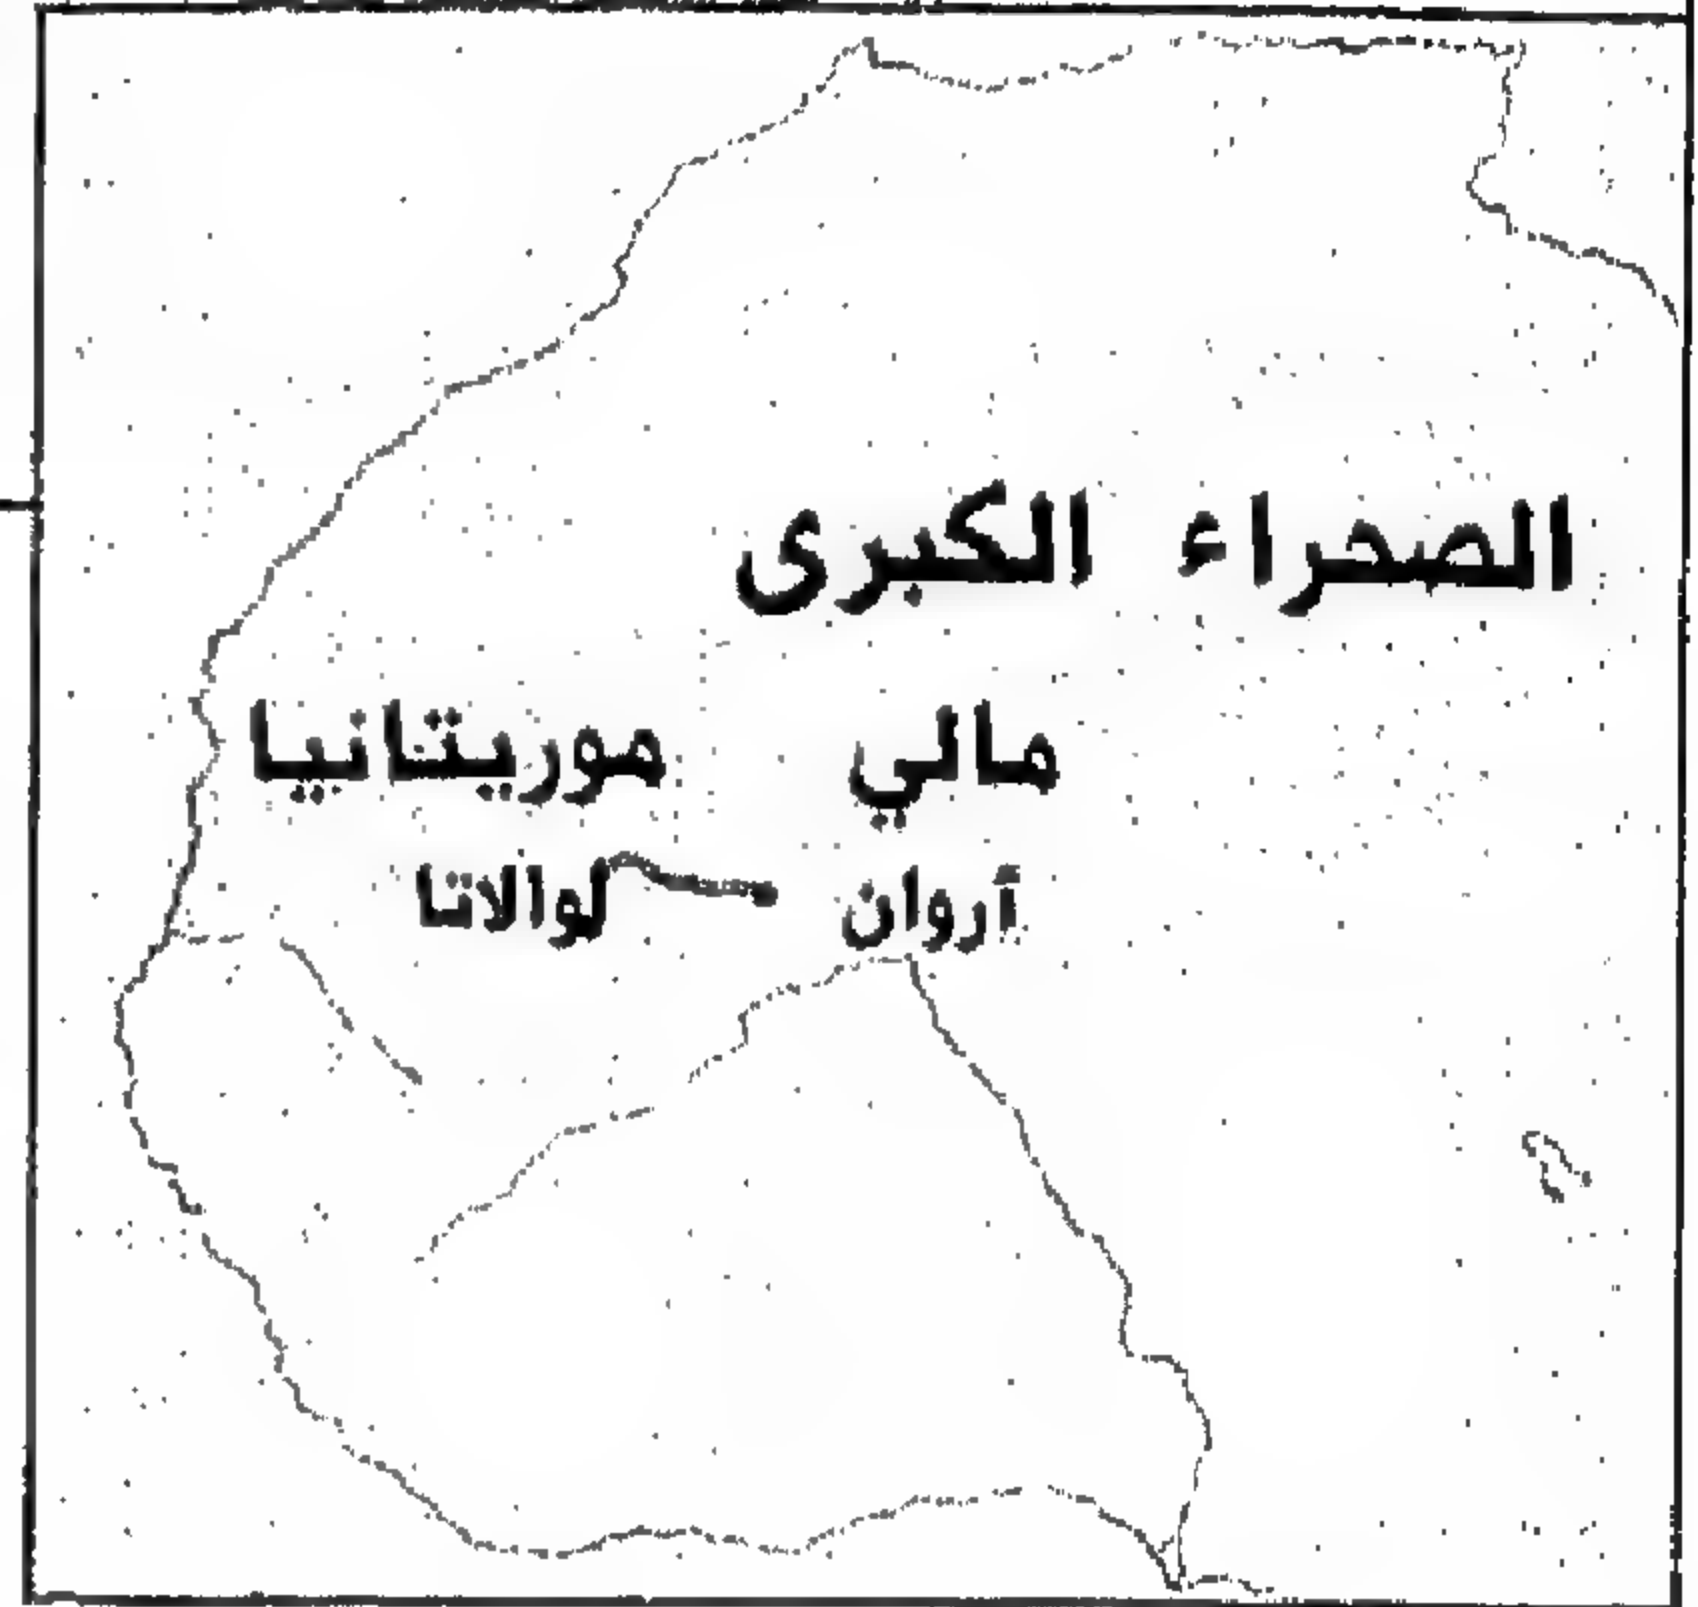 الصحراء الكبرى
مالي
موريتانيا
أروان
لوالاتا